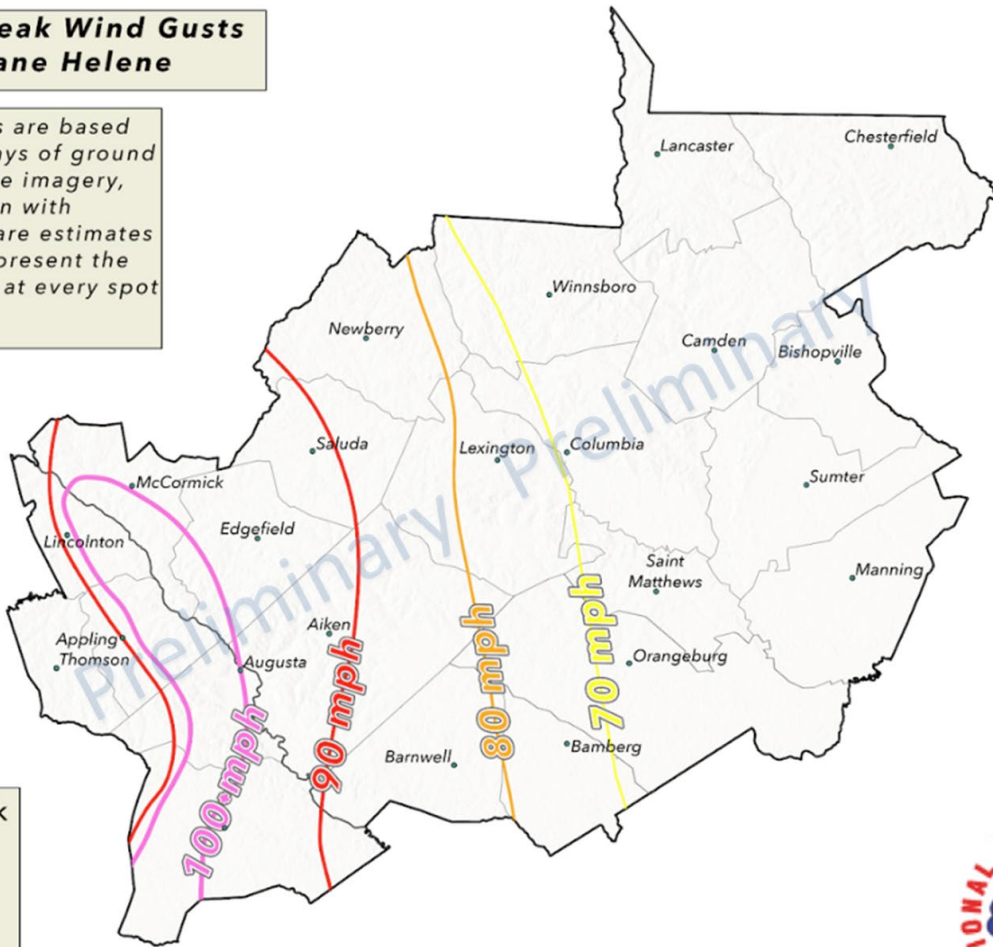 eak Wind Gusts
ane Helene
s are based
ays of ground
e imagery,
n with
are estimates
present the
at every spot
Lancaster
Chesterfield
Winnsboro
Newberry
Camden
Bishopville
Saluda
Lexington
Columbia
McCormick
Sumter
Edgefield
Lincolnton
Saint
Matthews
Manning
Aiken
Appling
Thomson
Augusta
Orangeburg
Barnwell
Bamberg
100 mph
90 mph
80 mph
70 mph
Preliminary Preliminary
k
IONAL